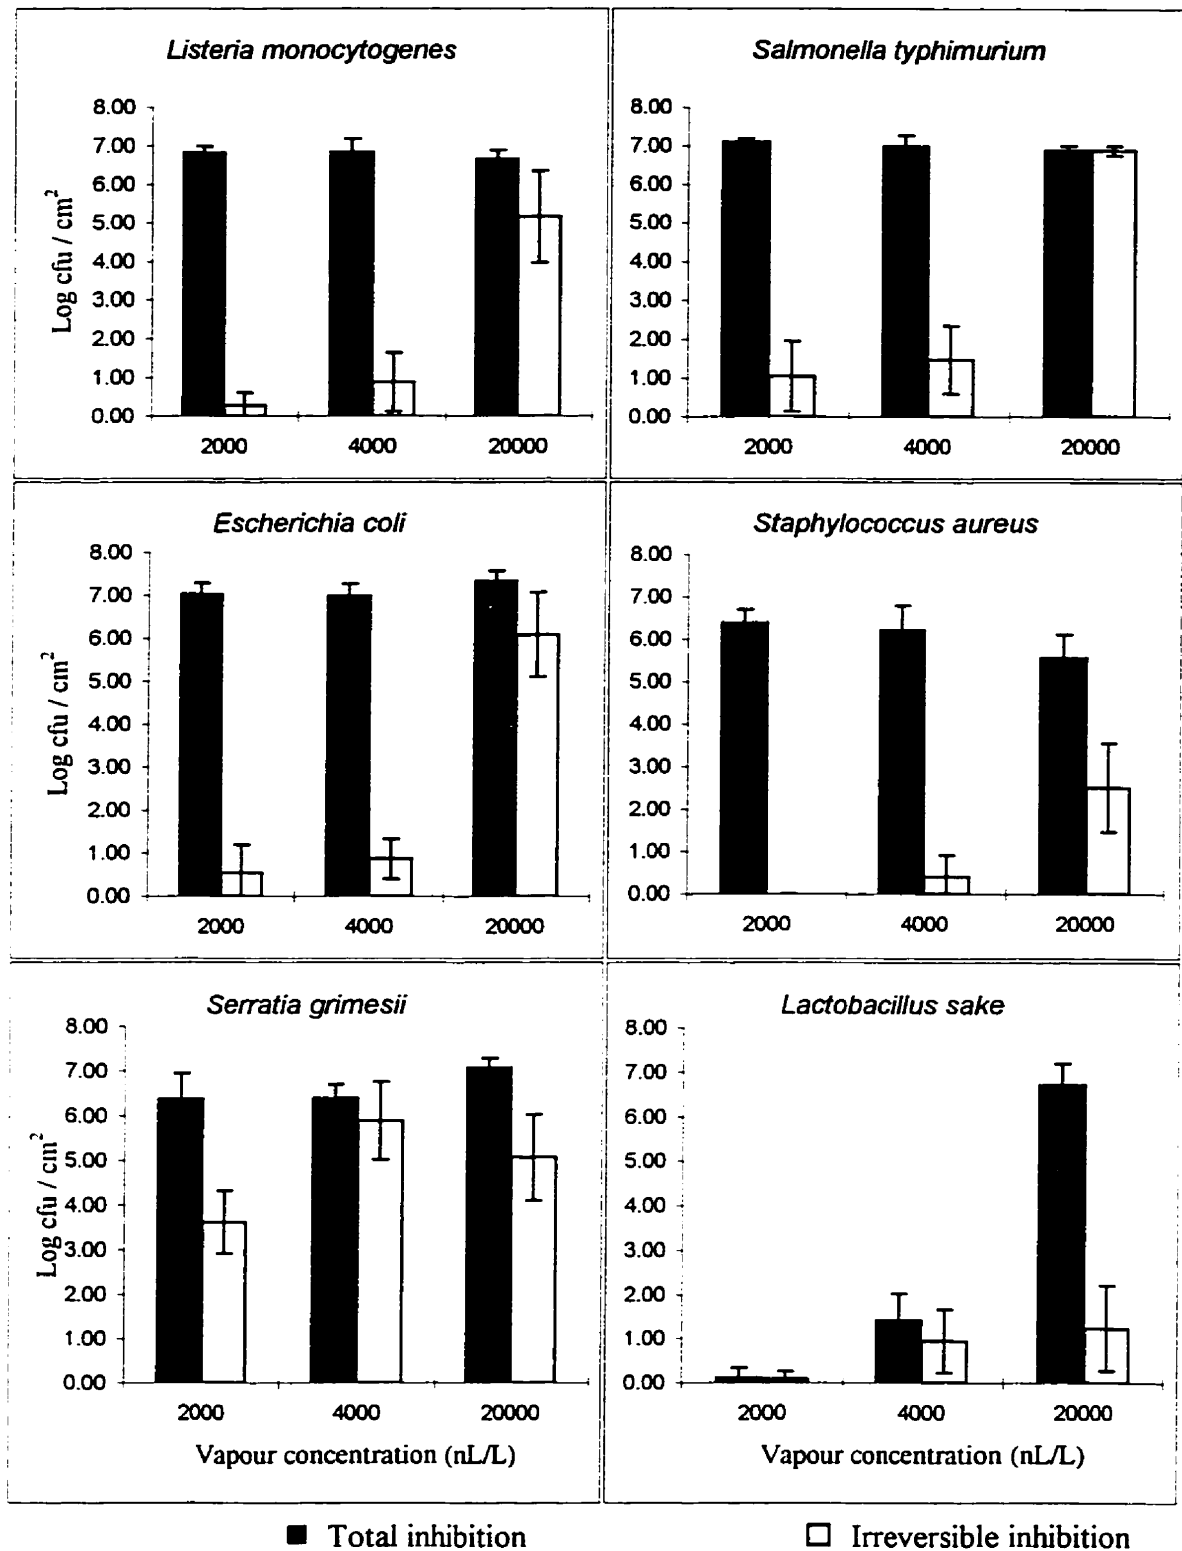 Listeria monocytogenes
Log cfu / cm²
8.00
7.00
6.00
5.00
4.00
3.00
2.00
1.00
0.00
2000 4000 20000
Salmonella typhimurium
8.00
7.00
6.00
5.00
4.00
3.00
2.00
1.00
0.00
2000 4000 20000
Escherichia coli
Log cfu / cm²
8.00
7.00
6.00
5.00
4.00
3.00
2.00
1.00
0.00
2000 4000 20000
Staphylococcus aureus
8.00
7.00
6.00
5.00
4.00
3.00
2.00
1.00
0.00
2000 4000 20000
Serratia grimesii
Log cfu / cm²
8.00
7.00
6.00
5.00
4.00
3.00
2.00
1.00
0.00
2000 4000 20000
Vapour concentration (nL/L)
Lactobacillus sake
8.00
7.00
6.00
5.00
4.00
3.00
2.00
1.00
0.00
2000 4000 20000
Vapour concentration (nL/L)
Total inhibition
Irreversible inhibition